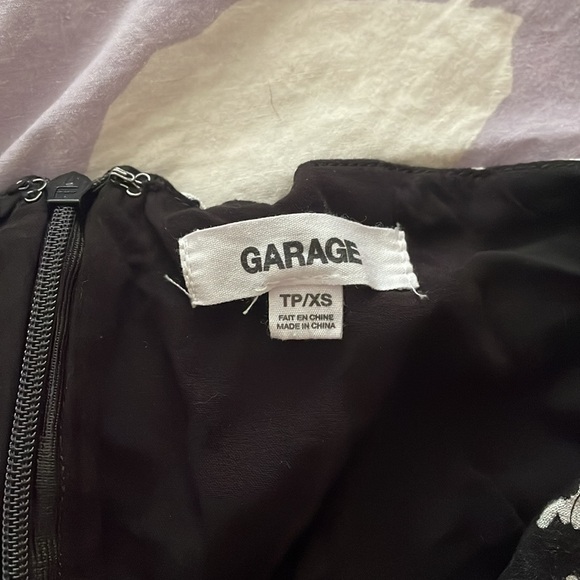 GARAGE
TP/XS
FAIT EN CHINE
MADE IN CHINA